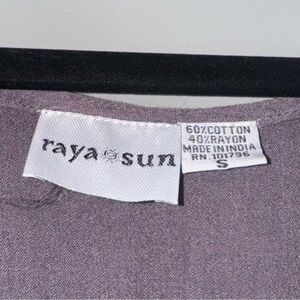 raya sun
60%COTTON
40%RAYON
MADE IN INDIA
RN.101796
S